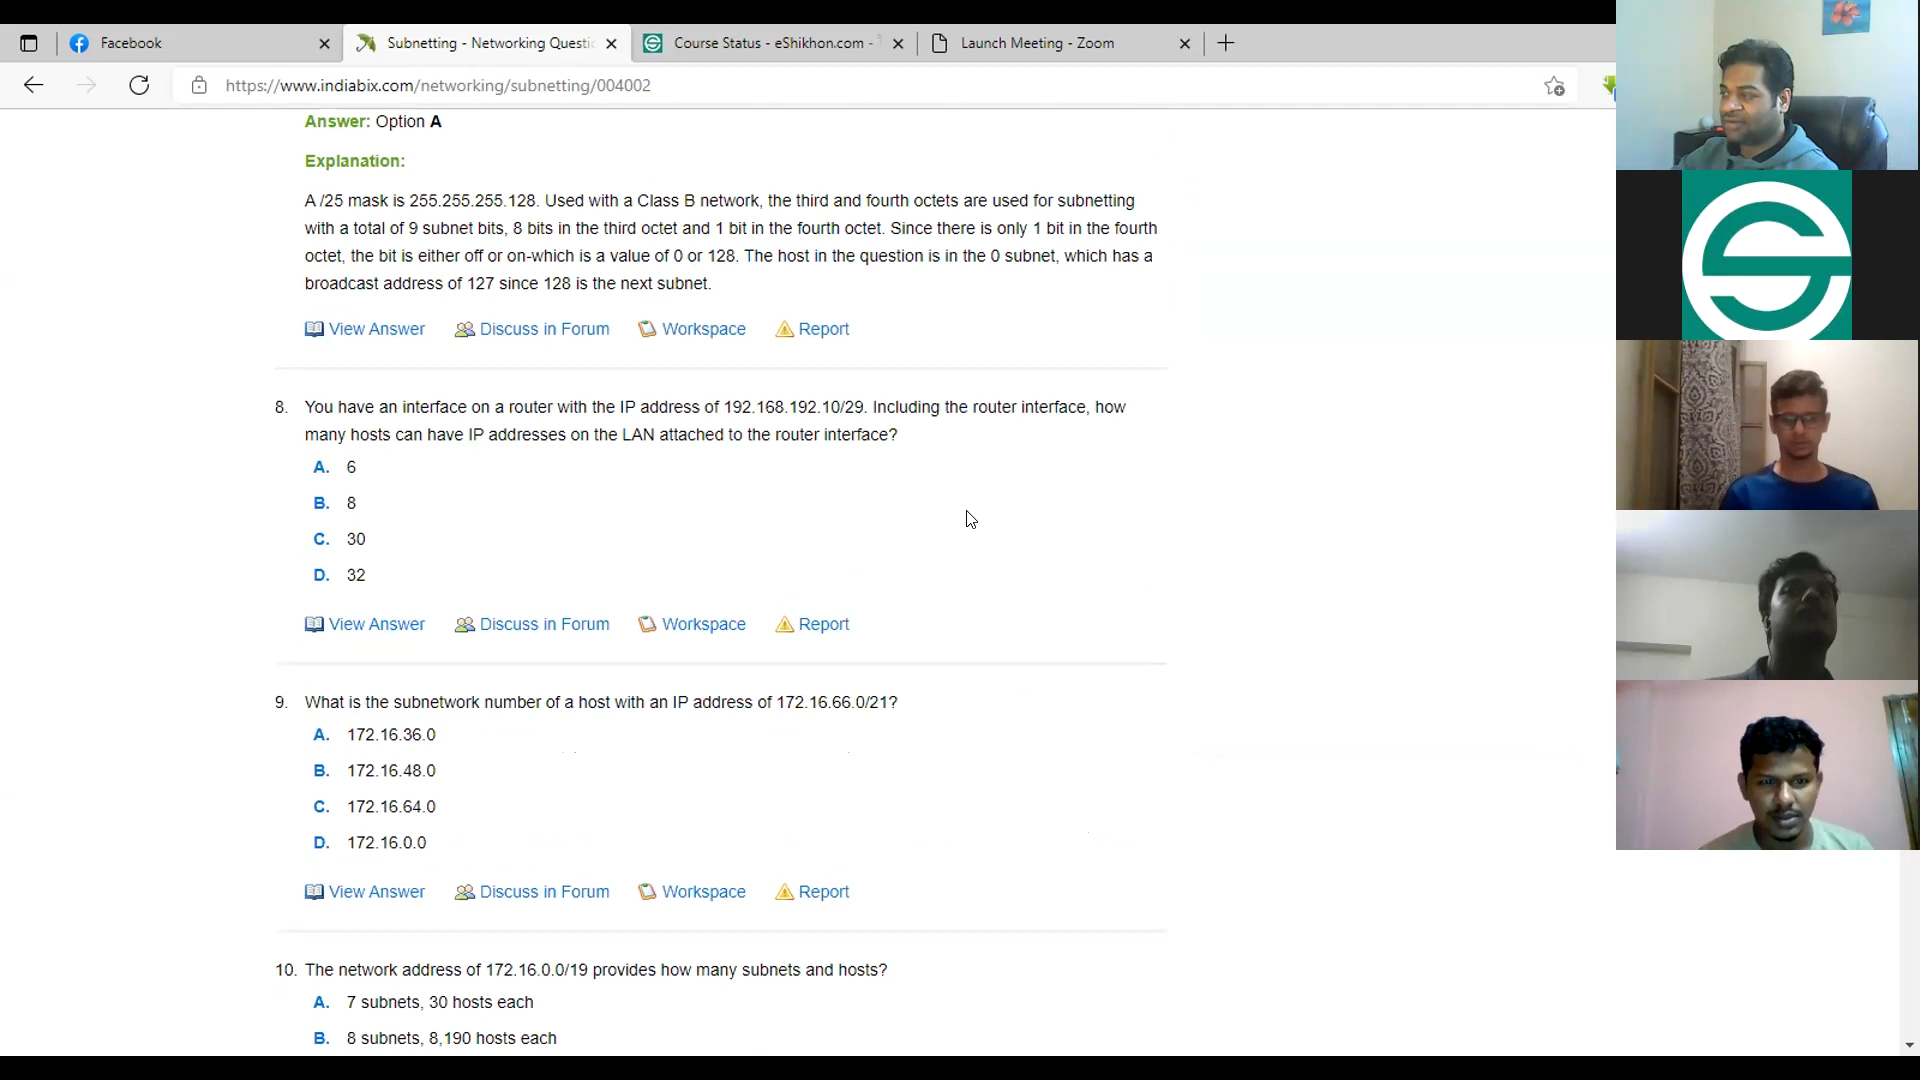 Facebook
Subnetting - Networking Questi
Course Status - eShikhon.com -
Launch Meeting - Zoom
https://www.indiabix.com/networking/subnetting/004002
Answer: Option A
Explanation:
A /25 mask is 255.255.255.128. Used with a Class B network, the third and fourth octets are used for subnetting
with a total of 9 subnet bits, 8 bits in the third octet and 1 bit in the fourth octet. Since there is only 1 bit in the fourth
octet, the bit is either off or on-which is a value of 0 or 128. The host in the question is in the 0 subnet, which has a
broadcast address of 127 since 128 is the next subnet.
View Answer Discuss in Forum Workspace Report
8. You have an interface on a router with the IP address of 192.168.192.10/29. Including the router interface, how
many hosts can have IP addresses on the LAN attached to the router interface?
A. 6
B. 8
C. 30
D. 32
View Answer Discuss in Forum Workspace Report
9. What is the subnetwork number of a host with an IP address of 172.16.66.0/21?
A. 172.16.36.0
B. 172.16.48.0
C. 172.16.64.0
D. 172.16.0.0
View Answer Discuss in Forum Workspace Report
10. The network address of 172.16.0.0/19 provides how many subnets and hosts?
A. 7 subnets, 30 hosts each
B. 8 subnets, 8,190 hosts each